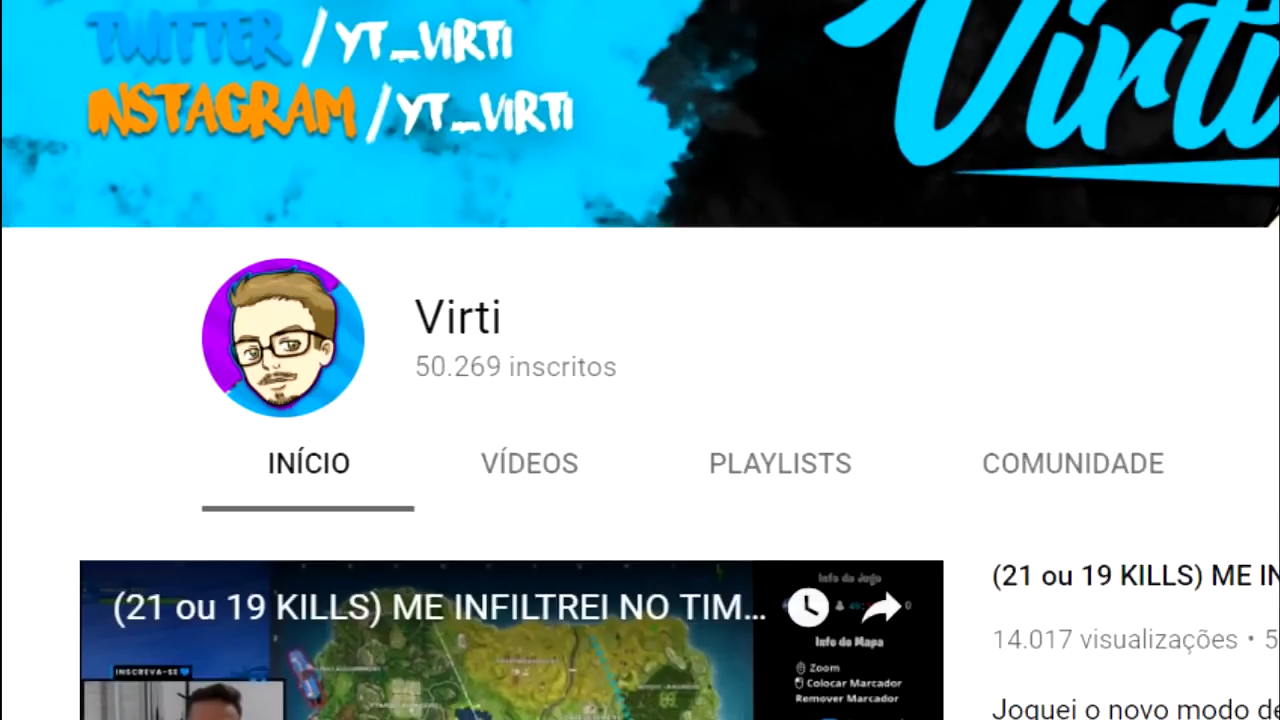 TWITTER /YT_VIRTI
INSTAGRAM /YT_VIRTI
Virti
Virti
50.269 inscritos
INÍCIO
VÍDEOS
PLAYLISTS
COMUNIDADE
(21 ou 19 KILLS) ME INFILTREI NO TIM...
Info do Jogo
Info do Mapa
Zoom
Colocar Marcador
Remover Marcador
INSCREVA-SE
(21 ou 19 KILLS) ME IN
14.017 visualizações • 5
Joguei o novo modo de